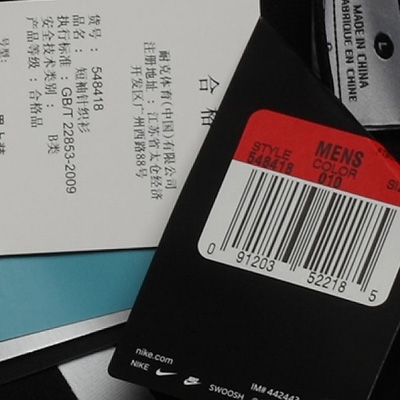 合 格
耐克体育(中国)有限公司
注册地址：江苏省太仓经济
开发区广州西路88号
货号：548418
品名：短袖针织衫
执行标准：GB/T 22853-2009
安全技术类别：B类
产品等级：合格品
号型:
MADE IN CHINA
FABRIQUE EN CHINE
L
STYLE
548418
MENS
COLOR
010
0 91203 52218 5
nike.com
NIKE
SWOOSH
IM# 442443